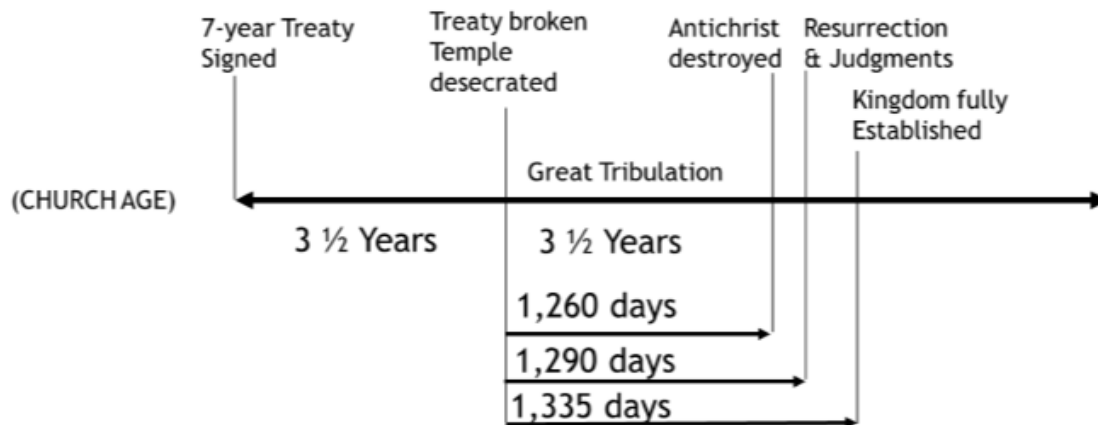 7-year Treaty
Signed
Treaty broken
Temple
desecrated
Antichrist
destroyed
Resurrection
& Judgments
Kingdom fully
Established
Great Tribulation
(CHURCH AGE)
3 ½ Years
3 ½ Years
1,260 days
1,290 days
1,335 days